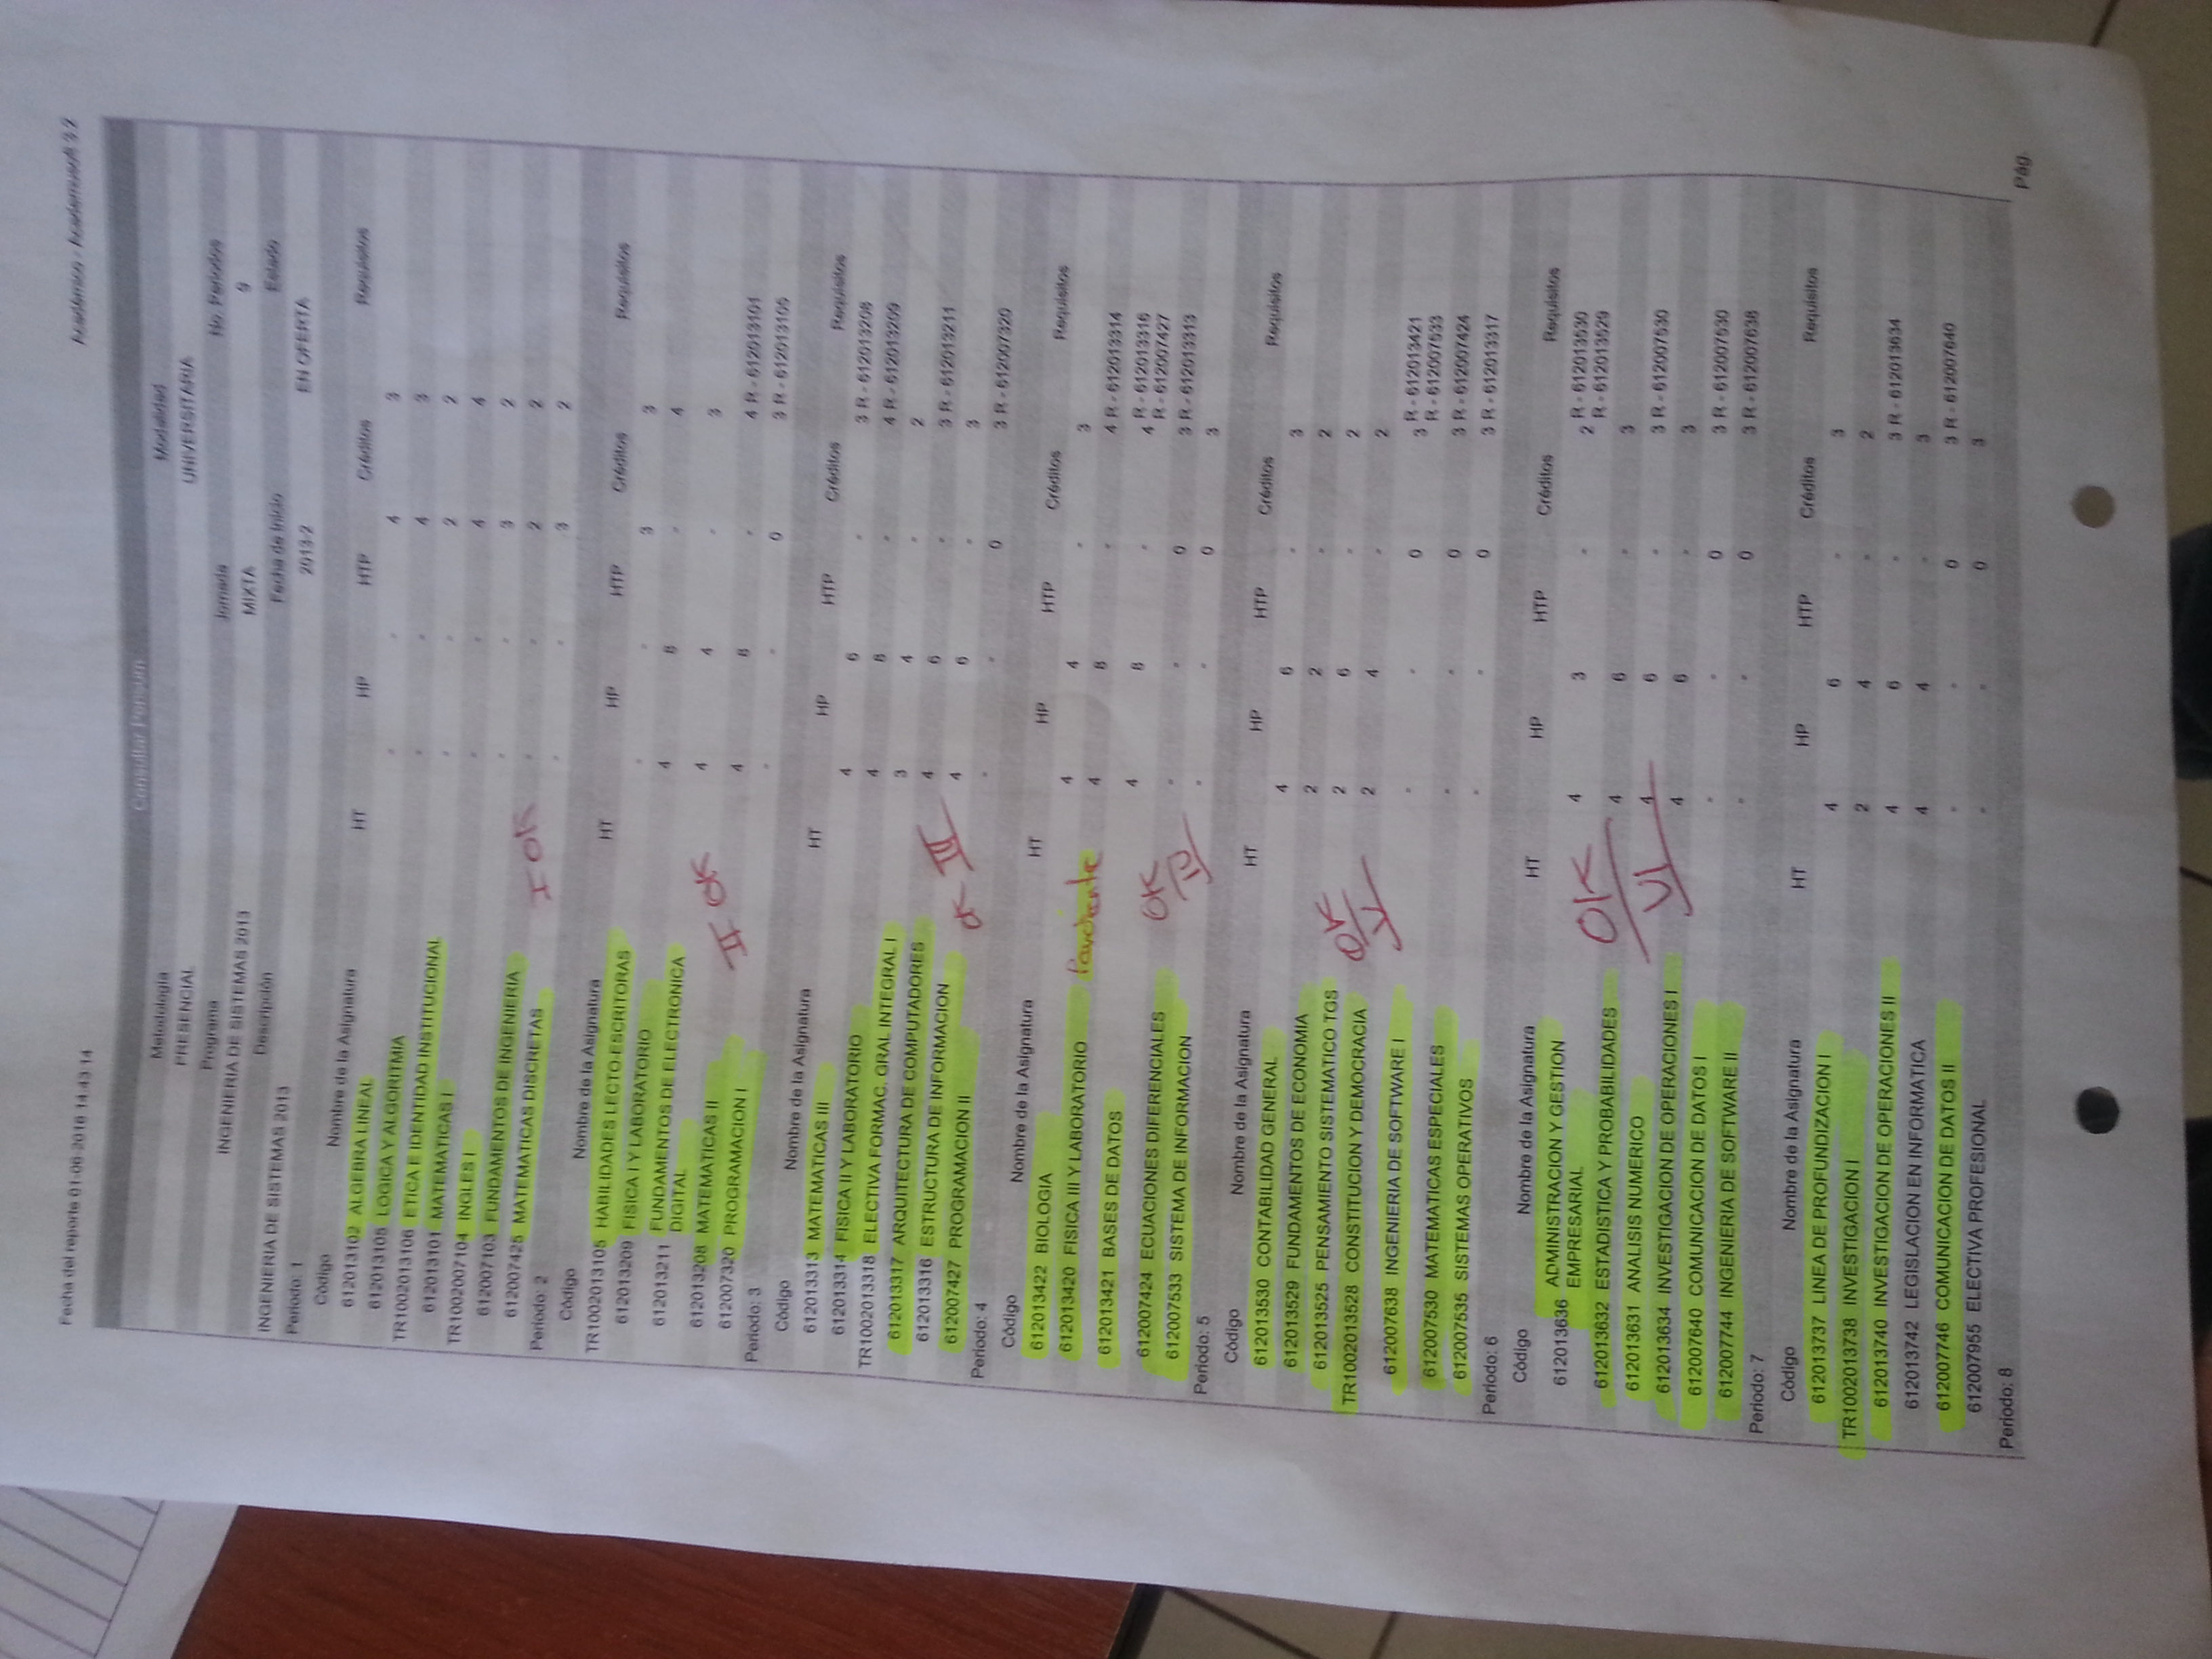 Fecha del reporte 01-06-2016 14:43:14 Académico - Academusoft 3.2
Consultar Pensum
Metodología Modalidad
PRESENCIAL UNIVERSITARIA
Programa Jornada No. Periodos
INGENIERIA DE SISTEMAS 2013 MIXTA 9
Descripción Fecha de Inicio Estado
INGENIERIA DE SISTEMAS 2013 2013-2 EN OFERTA
Periodo: 1
Código Nombre de la Asignatura HT HP HTP Créditos Requisitos
612013102 ALGEBRA LINEAL - - 4 3
612013105 LOGICA Y ALGORITMIA - - 4 3
TR1002013106 ETICA E IDENTIDAD INSTITUCIONAL - - 2 2
612013101 MATEMATICAS I - - 4 4
TR1002007104 INGLES I - - 3 2
612007103 FUNDAMENTOS DE INGENIERIA - - 2 2
612007425 MATEMATICAS DISCRETAS I OK - - 3 2
Periodo: 2
Código Nombre de la Asignatura HT HP HTP Créditos Requisitos
TR1002013105 HABILIDADES LECTO-ESCRITORAS - - 3 3
612013209 FISICA I Y LABORATORIO 4 8 - 4
612013211 FUNDAMENTOS DE ELECTRONICA DIGITAL 4 4 - 3
612013208 MATEMATICAS II II OK 4 8 - 4 R - 612013101
612007320 PROGRAMACION I - - 0 3 R - 612013105
Periodo: 3
Código Nombre de la Asignatura HT HP HTP Créditos Requisitos
612013313 MATEMATICAS III 4 6 - 3 R - 612013208
612013314 FISICA II Y LABORATORIO 4 8 - 4 R - 612013209
TR1002013318 ELECTIVA FORMAC. GRAL INTEGRAL I 3 4 - 2
612013317 ARQUITECTURA DE COMPUTADORES 4 6 - 3 R - 612013211
612013316 ESTRUCTURA DE INFORMACION 4 6 - 3
612007427 PROGRAMACION II OK III - - 0 3 R - 612007320
Periodo: 4
Código Nombre de la Asignatura HT HP HTP Créditos Requisitos
612013422 BIOLOGIA 4 4 - 3
612013420 FISICA III Y LABORATORIO Pendiente 4 8 - 4 R - 612013314
612013421 BASES DE DATOS 4 8 - 4 R - 612013316
R - 612007427
612007424 ECUACIONES DIFERENCIALES OK - - 0 3 R - 612013313
612007533 SISTEMA DE INFORMACION IV - - 0 3
Periodo: 5
Código Nombre de la Asignatura HT HP HTP Créditos Requisitos
612013530 CONTABILIDAD GENERAL 4 6 - 3
612013529 FUNDAMENTOS DE ECONOMIA 2 2 - 2
612013525 PENSAMIENTO SISTEMATICO TGS OK 2 6 - 2
TR1002013528 CONSTITUCION Y DEMOCRACIA V 2 4 - 2
612007638 INGENIERIA DE SOFTWARE I - - 0 3 R - 612013421
R - 612007533
612007530 MATEMATICAS ESPECIALES - - 0 3 R - 612007424
612007535 SISTEMAS OPERATIVOS - - 0 3 R - 612013317
Periodo: 6
Código Nombre de la Asignatura HT HP HTP Créditos Requisitos
612013636 ADMINISTRACION Y GESTION EMPRESARIAL 4 3 - 2 R - 612013530
R - 612013529
612013632 ESTADISTICA Y PROBABILIDADES OK 4 6 - 3
612013631 ANALISIS NUMERICO 4 6 - 3 R - 612007530
612013634 INVESTIGACION DE OPERACIONES I VI 4 6 - 3
612007640 COMUNICACION DE DATOS I - - 0 3 R - 612007530
612007744 INGENIERIA DE SOFTWARE II - - 0 3 R - 612007638
Periodo: 7
Código Nombre de la Asignatura HT HP HTP Créditos Requisitos
612013737 LINEA DE PROFUNDIZACION I 4 6 - 3
TR1002013738 INVESTIGACION I 2 4 - 2
612013740 INVESTIGACION DE OPERACIONES II 4 6 - 3 R - 612013634
612013742 LEGISLACION EN INFORMATICA 4 4 - 3
612007746 COMUNICACION DE DATOS II - - 0 3 R - 612007640
612007955 ELECTIVA PROFESIONAL - - 0 3
Periodo: 8
Pág.